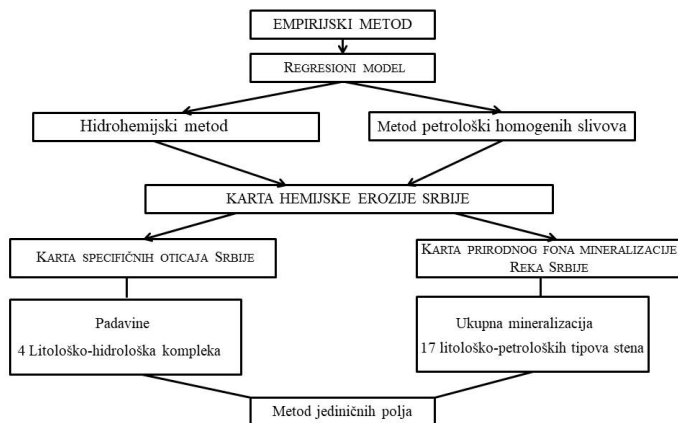 EMPIRIJSKI METOD
REGRESIONI MODEL
Hidrohemijski metod
Metod petrološki homogenih slivova
KARTA HEMIJSKE EROZIJE SRBIJE
KARTA SPECIFIČNIH OTICAJA SRBIJE
KARTA PRIRODNOG FONA MINERALIZACIJE
REKA SRBIJE
Padavine
4 Litološko-hidrološka kompleka
Ukupna mineralizacija
17 litološko-petroloških tipova stena
Metod jediničnih polja